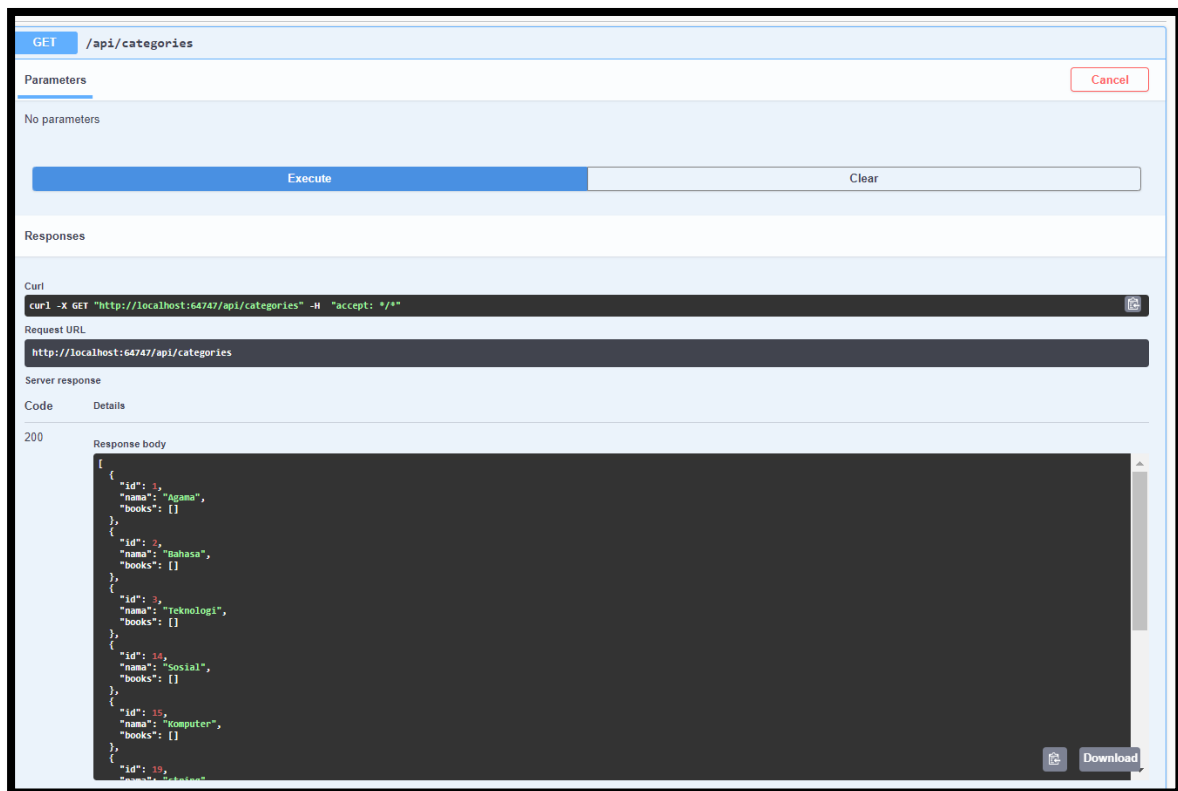 GET /api/categories
Parameters Cancel
No parameters
Execute Clear
Responses
Curl
curl -X GET "http://localhost:64747/api/categories" -H  "accept: */*"
Request URL
http://localhost:64747/api/categories
Server response
Code Details
200
Response body
[
  {
    "id": 1,
    "nama": "Agama",
    "books": []
  },
  {
    "id": 2,
    "nama": "Bahasa",
    "books": []
  },
  {
    "id": 3,
    "nama": "Teknologi",
    "books": []
  },
  {
    "id": 14,
    "nama": "Sosial",
    "books": []
  },
  {
    "id": 15,
    "nama": "Komputer",
    "books": []
  },
  {
    "id": 19,
    "nama": "string"
Download